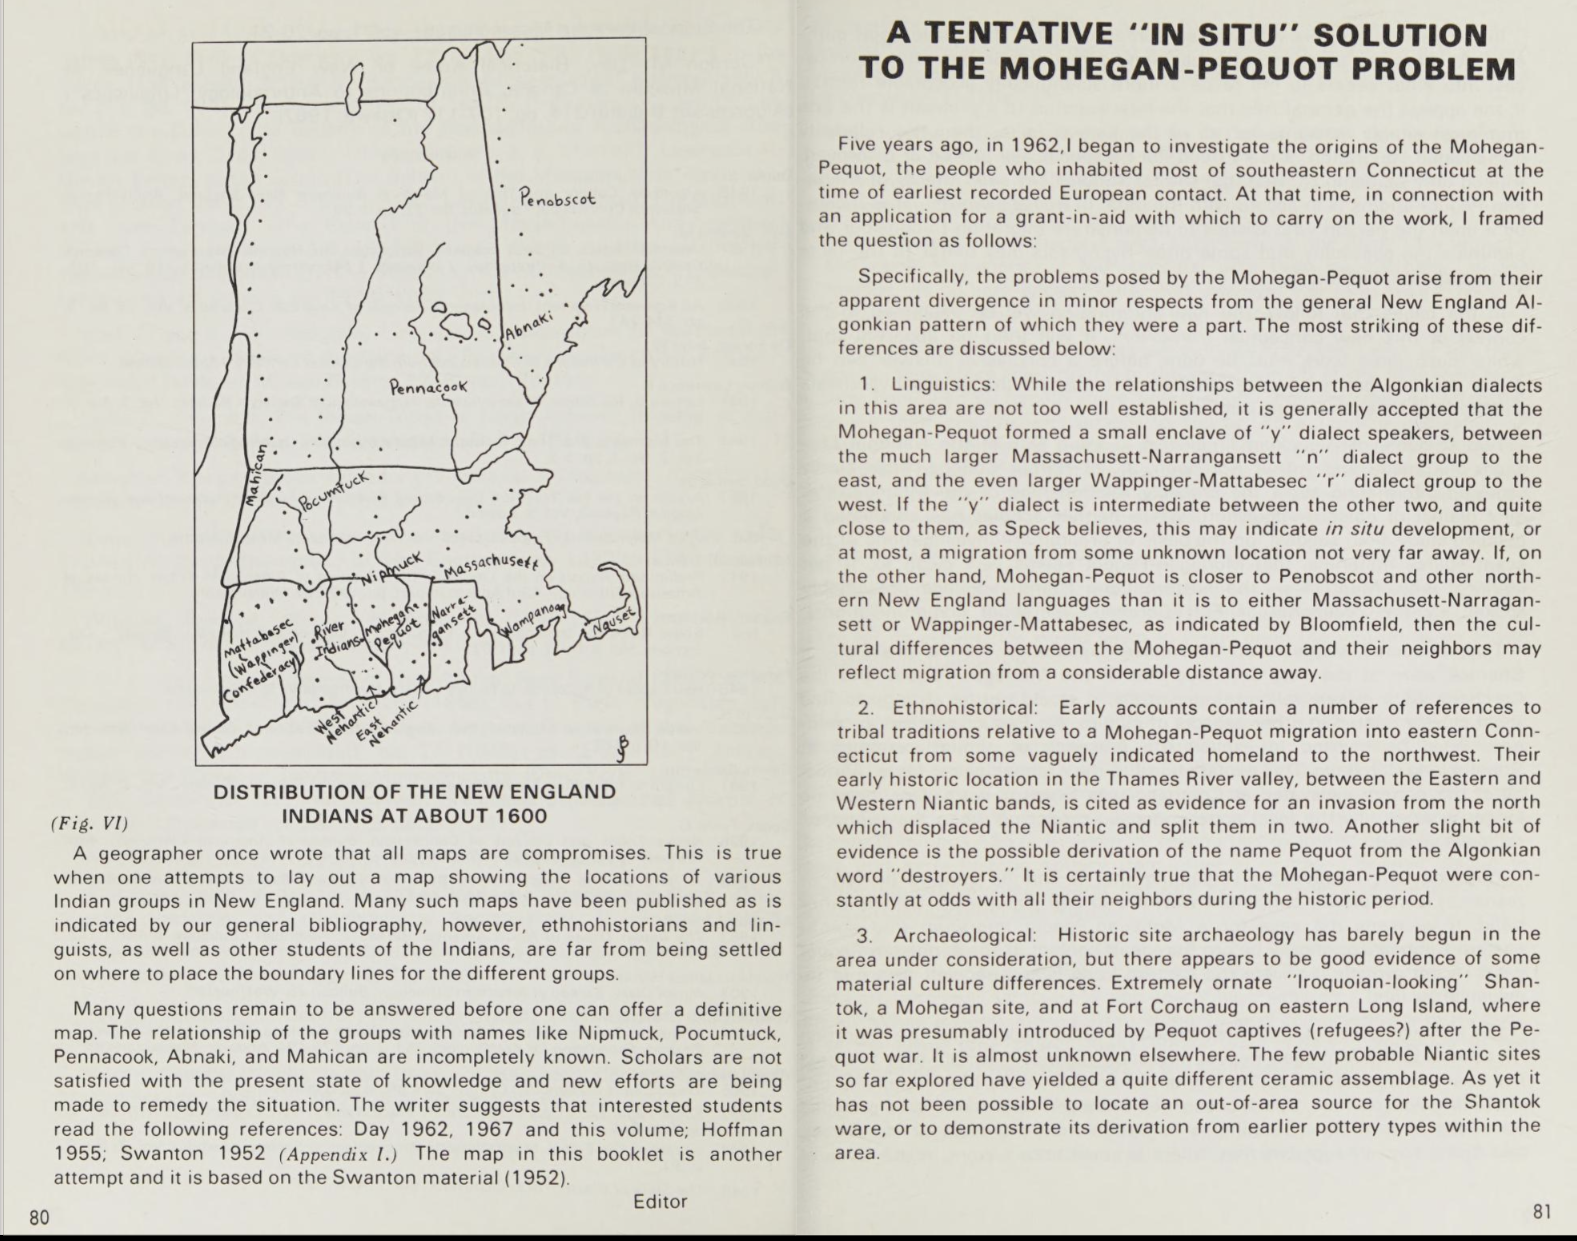 Penobscot
Abnaki
Pennacook
Mahican
Pocumtuck
Nipmuck
Massachusett
Mattabesec
(Wappinger)
Confederacy
River
Indians
Mohegan
Pequot
Narra-
gansett
Wampanoag
Nauset
West
Nehantic
East
Nehantic
DISTRIBUTION OF THE NEW ENGLAND
INDIANS AT ABOUT 1600
(Fig. VI)
A geographer once wrote that all maps are compromises. This is true
when one attempts to lay out a map showing the locations of various
Indian groups in New England. Many such maps have been published as is
indicated by our general bibliography, however, ethnohistorians and lin-
guists, as well as other students of the Indians, are far from being settled
on where to place the boundary lines for the different groups.
Many questions remain to be answered before one can offer a definitive
map. The relationship of the groups with names like Nipmuck, Pocumtuck,
Pennacook, Abnaki, and Mahican are incompletely known. Scholars are not
satisfied with the present state of knowledge and new efforts are being
made to remedy the situation. The writer suggests that interested students
read the following references: Day 1962, 1967 and this volume; Hoffman
1955; Swanton 1952 (Appendix I.) The map in this booklet is another
attempt and it is based on the Swanton material (1952).
Editor
80
A TENTATIVE "IN SITU" SOLUTION
TO THE MOHEGAN-PEQUOT PROBLEM
Five years ago, in 1962,I began to investigate the origins of the Mohegan-
Pequot, the people who inhabited most of southeastern Connecticut at the
time of earliest recorded European contact. At that time, in connection with
an application for a grant-in-aid with which to carry on the work, I framed
the question as follows:
Specifically, the problems posed by the Mohegan-Pequot arise from their
apparent divergence in minor respects from the general New England Al-
gonkian pattern of which they were a part. The most striking of these dif-
ferences are discussed below:
1. Linguistics: While the relationships between the Algonkian dialects
in this area are not too well established, it is generally accepted that the
Mohegan-Pequot formed a small enclave of "y" dialect speakers, between
the much larger Massachusett-Narrangansett "n" dialect group to the
east, and the even larger Wappinger-Mattabesec "r" dialect group to the
west. If the "y" dialect is intermediate between the other two, and quite
close to them, as Speck believes, this may indicate in situ development, or
at most, a migration from some unknown location not very far away. If, on
the other hand, Mohegan-Pequot is closer to Penobscot and other north-
ern New England languages than it is to either Massachusett-Narragan-
sett or Wappinger-Mattabesec, as indicated by Bloomfield, then the cul-
tural differences between the Mohegan-Pequot and their neighbors may
reflect migration from a considerable distance away.
2. Ethnohistorical: Early accounts contain a number of references to
tribal traditions relative to a Mohegan-Pequot migration into eastern Conn-
ecticut from some vaguely indicated homeland to the northwest. Their
early historic location in the Thames River valley, between the Eastern and
Western Niantic bands, is cited as evidence for an invasion from the north
which displaced the Niantic and split them in two. Another slight bit of
evidence is the possible derivation of the name Pequot from the Algonkian
word "destroyers." It is certainly true that the Mohegan-Pequot were con-
stantly at odds with all their neighbors during the historic period.
3. Archaeological: Historic site archaeology has barely begun in the
area under consideration, but there appears to be good evidence of some
material culture differences. Extremely ornate "Iroquoian-looking" Shan-
tok, a Mohegan site, and at Fort Corchaug on eastern Long Island, where
it was presumably introduced by Pequot captives (refugees?) after the Pe-
quot war. It is almost unknown elsewhere. The few probable Niantic sites
so far explored have yielded a quite different ceramic assemblage. As yet it
has not been possible to locate an out-of-area source for the Shantok
ware, or to demonstrate its derivation from earlier pottery types within the
area.
81